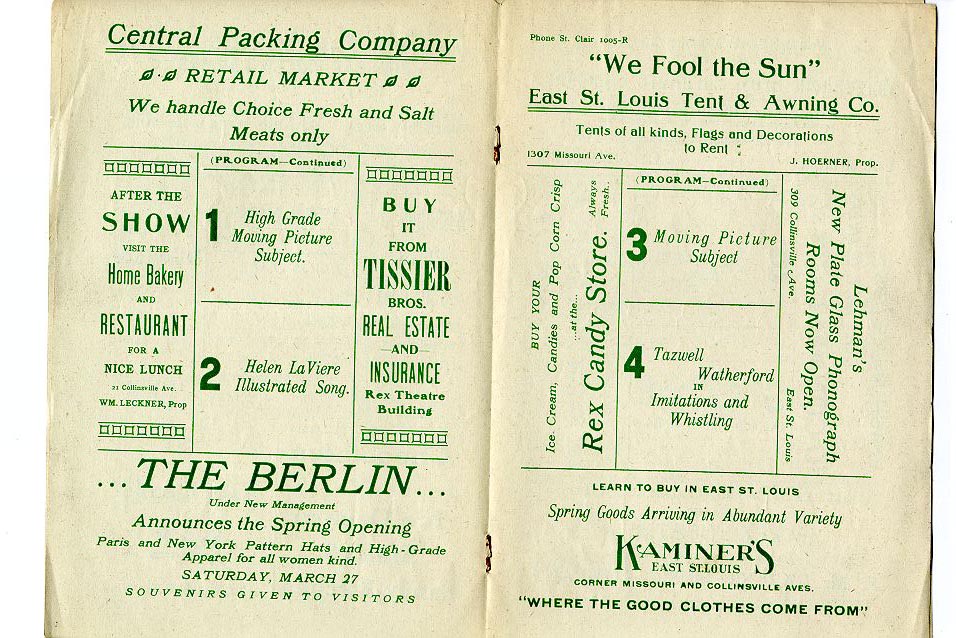 Central Packing Company
RETAIL MARKET
We handle Choice Fresh and Salt
Meats only
AFTER THE
SHOW
VISIT THE
Home Bakery
AND
RESTAURANT
FOR A
NICE LUNCH
21 Collinsville Ave.
WM. LECKNER, Prop
(PROGRAM—Continued)
1 High Grade
Moving Picture
Subject.
2 Helen LaViere
Illustrated Song.
BUY
IT
FROM
TISSIER
BROS.
REAL ESTATE
—AND—
INSURANCE
Rex Theatre
Building
...THE BERLIN...
Under New Management
Announces the Spring Opening
Paris and New York Pattern Hats and High-Grade
Apparel for all women kind.
SATURDAY, MARCH 27
SOUVENIRS GIVEN TO VISITORS
Phone St. Clair 1005-R
"We Fool the Sun"
East St. Louis Tent & Awning Co.
Tents of all kinds, Flags and Decorations
to Rent
1307 Missouri Ave.
J. HOERNER, Prop.
BUY YOUR
Ice Cream, Candies and Pop Corn Crisp
...at the...
Rex Candy Store.
Always
Fresh..
(PROGRAM—Continued)
3 Moving Picture
Subject
4 Tazwell
Watherford
IN
Imitations and
Whistling
Lehman's
New Plate Glass Phonograph
Rooms Now Open.
309 Collinsville Ave.
East St. Louis
LEARN TO BUY IN EAST ST. LOUIS
Spring Goods Arriving in Abundant Variety
KAMINER'S
EAST ST. LOUIS
CORNER MISSOURI AND COLLINSVILLE AVES.
"WHERE THE GOOD CLOTHES COME FROM"